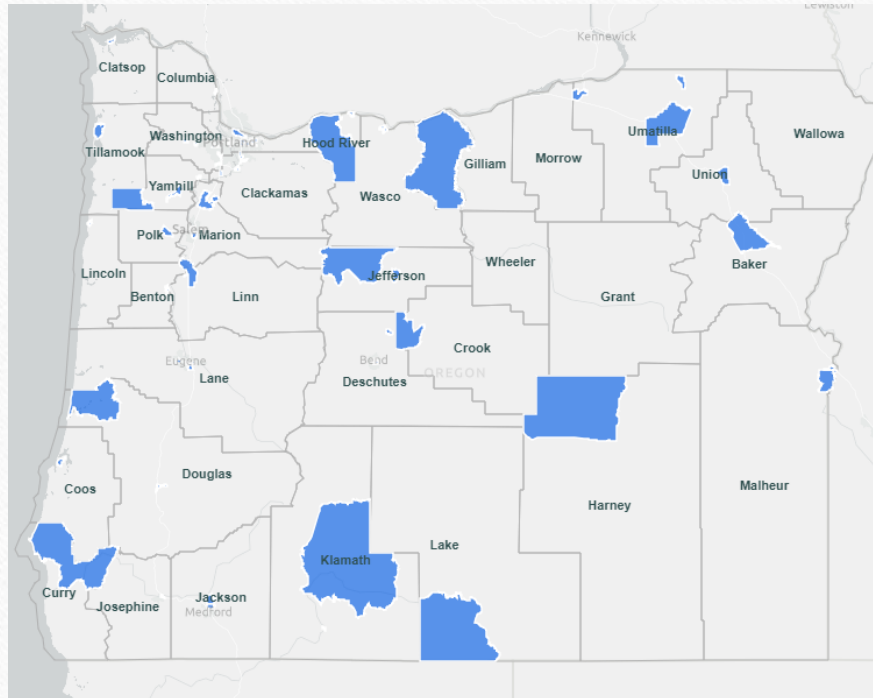 Lewiston
Kennewick
Clatsop
Columbia
Washington
Portland
Tillamook
Hood River
Umatilla
Wallowa
Gilliam
Morrow
Union
Yamhill
Clackamas
Wasco
Polk
Salem
Marion
Wheeler
Baker
Lincoln
Jefferson
Benton
Linn
Grant
Eugene
Lane
Bend
Crook
OREGON
Deschutes
Douglas
Coos
Malheur
Harney
Lake
Klamath
Curry
Josephine
Jackson
Medford